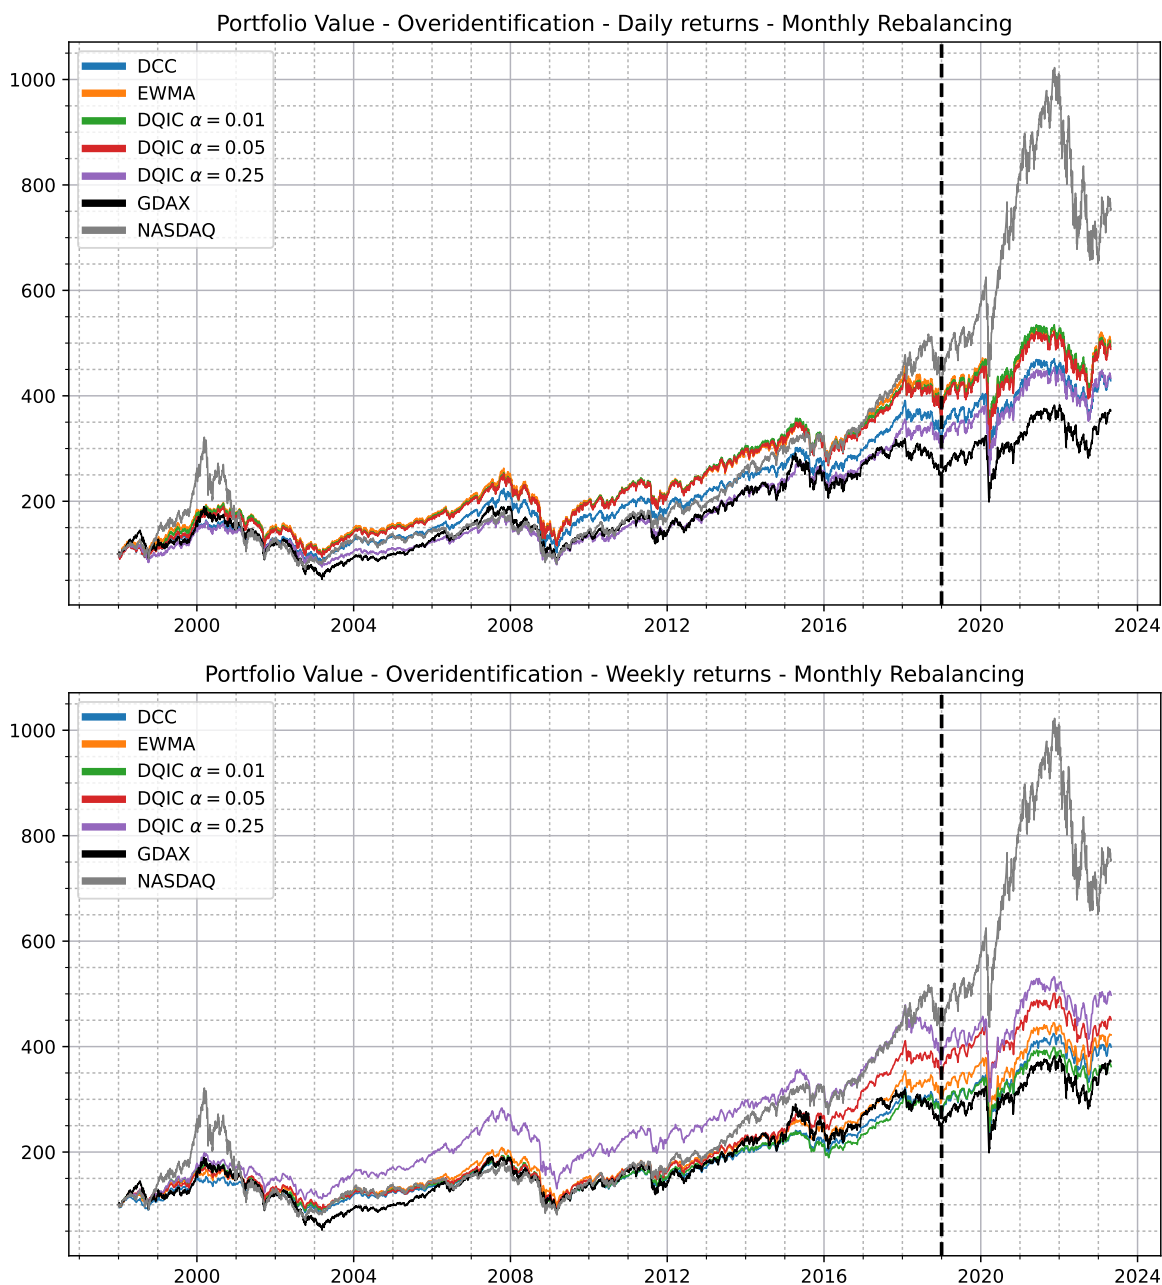 Portfolio Value - Overidentification - Daily returns - Monthly Rebalancing
1000
800
600
400
200
DCC
EWMA
DQIC α = 0.01
DQIC α = 0.05
DQIC α = 0.25
GDAX
NASDAQ
2000 2004 2008 2012 2016 2020 2024
Portfolio Value - Overidentification - Weekly returns - Monthly Rebalancing
1000
800
600
400
200
DCC
EWMA
DQIC α = 0.01
DQIC α = 0.05
DQIC α = 0.25
GDAX
NASDAQ
2000 2004 2008 2012 2016 2020 2024